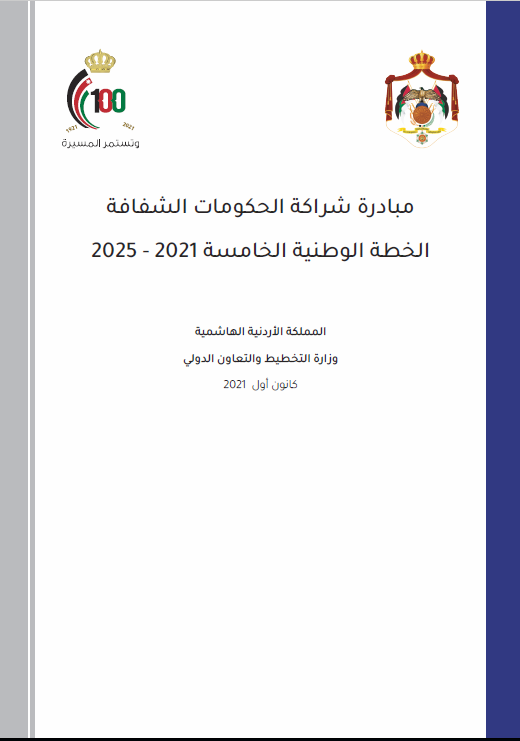 100
1921 2021
وتستمر المسيرة
مبادرة شراكة الحكومات الشفافة
الخطة الوطنية الخامسة 2021 - 2025
المملكة الأردنية الهاشمية
وزارة التخطيط والتعاون الدولي
كانون أول 2021